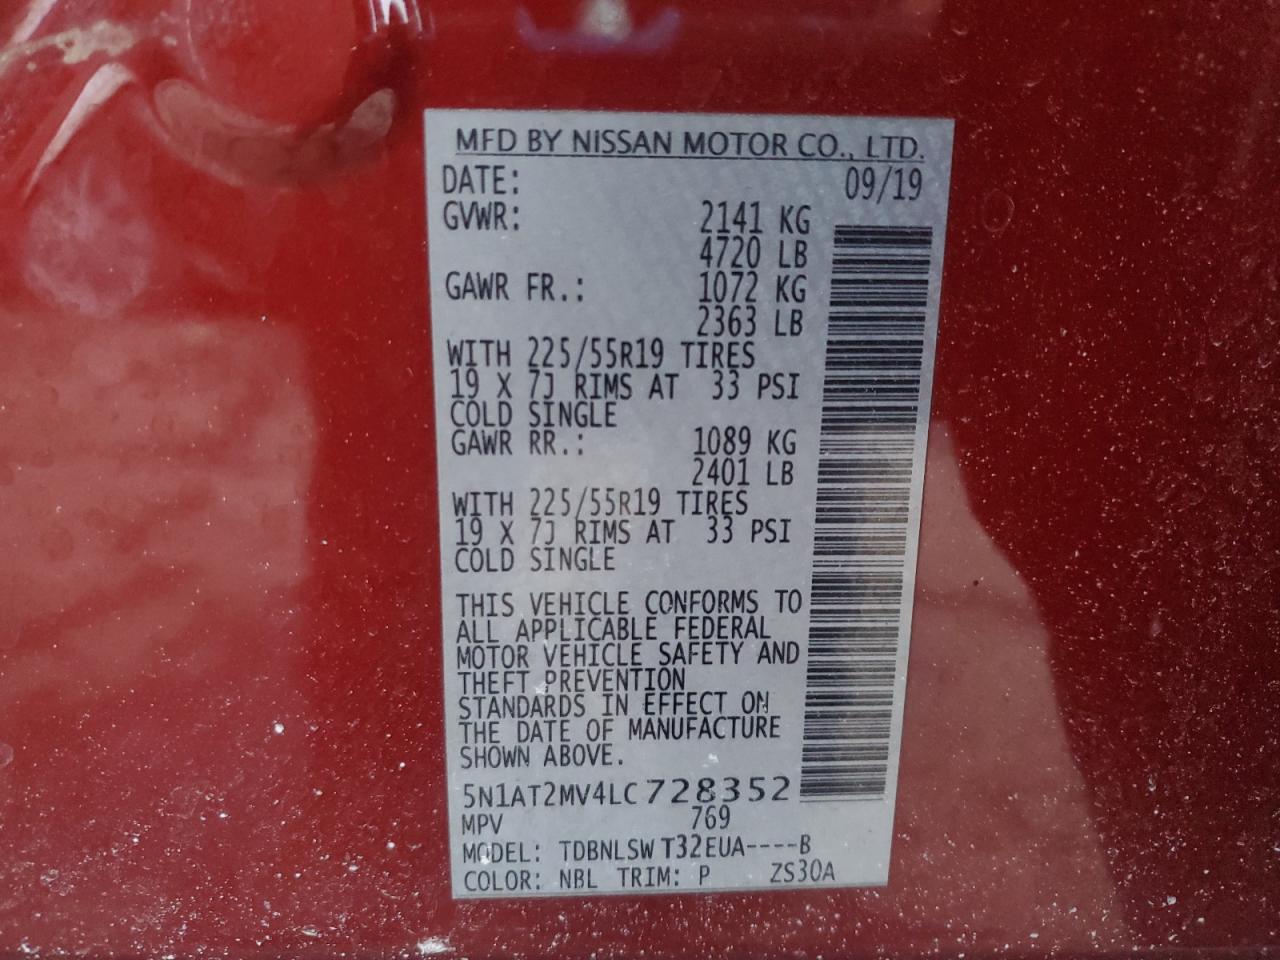 MFD BY NISSAN MOTOR CO., LTD.
DATE: 09/19
GVWR: 2141 KG
4720 LB
GAWR FR.: 1072 KG
2363 LB
WITH 225/55R19 TIRES
19 X 7J RIMS AT 33 PSI
COLD SINGLE
GAWR RR.: 1089 KG
2401 LB
WITH 225/55R19 TIRES
19 X 7J RIMS AT 33 PSI
COLD SINGLE
THIS VEHICLE CONFORMS TO
ALL APPLICABLE FEDERAL
MOTOR VEHICLE SAFETY AND
THEFT PREVENTION
STANDARDS IN EFFECT ON
THE DATE OF MANUFACTURE
SHOWN ABOVE.
5N1AT2MV4LC728352
MPV 769
MODEL: TDBNLSW T32EUA----B
COLOR: NBL TRIM: P ZS30A